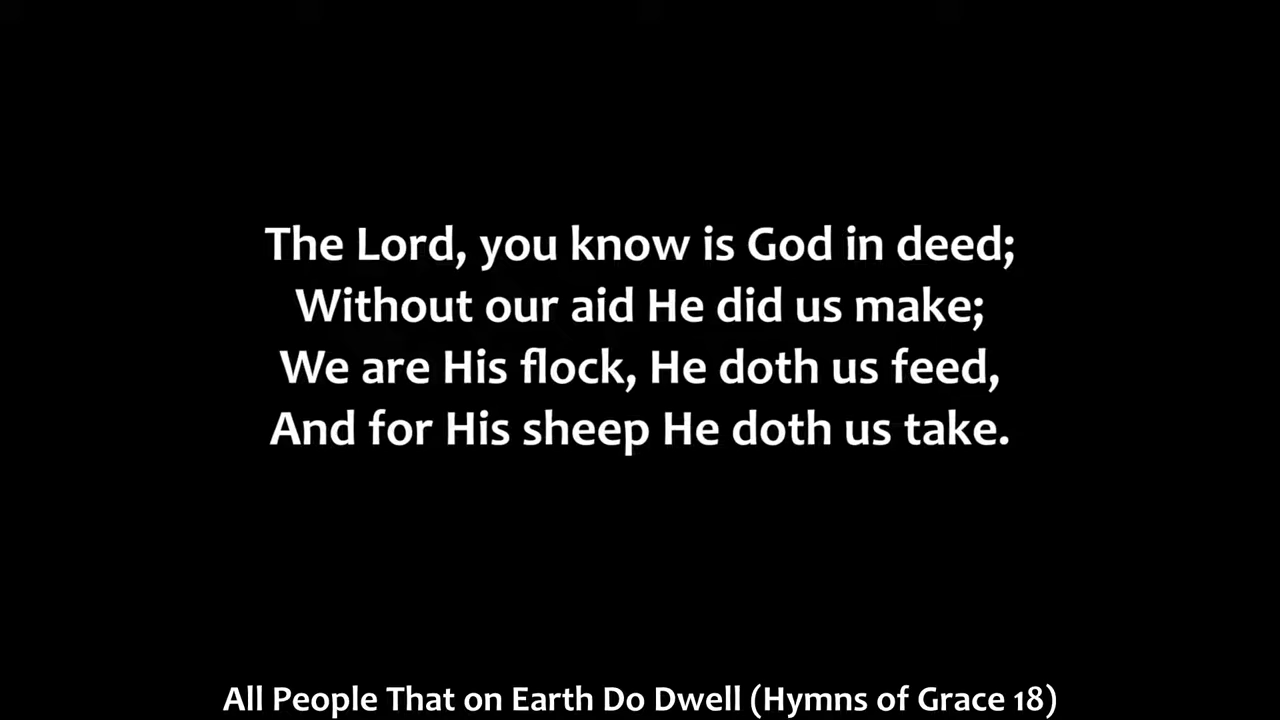 The Lord, you know is God in deed;
Without our aid He did us make;
We are His flock, He doth us feed,
And for His sheep He doth us take.
All People That on Earth Do Dwell (Hymns of Grace 18)